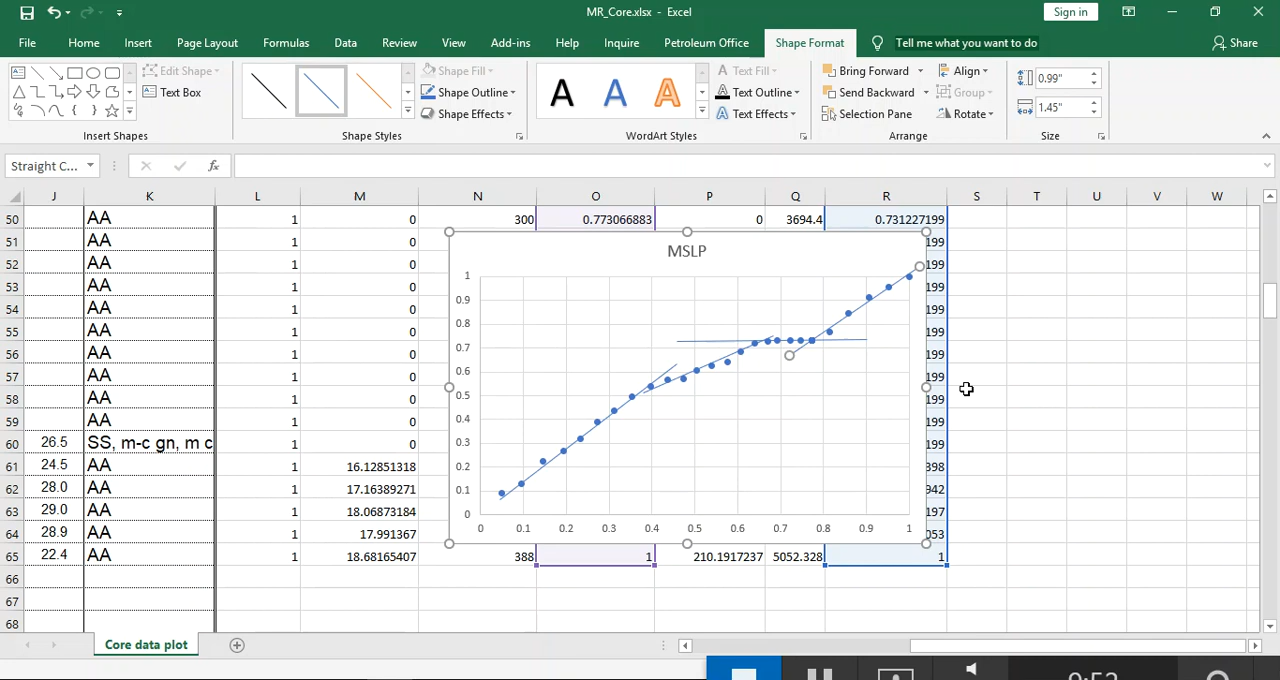 MR_Core.xlsx - Excel
Sign in
File Home Insert Page Layout Formulas Data Review View Add-ins Help Inquire Petroleum Office Shape Format Tell me what you want to do Share
Edit Shape
Text Box
Insert Shapes
Shape Fill
Shape Outline
Shape Effects
Shape Styles
A A A
Text Fill
Text Outline
Text Effects
WordArt Styles
Bring Forward
Send Backward
Selection Pane
Align
Group
Rotate
Arrange
0.99"
1.45"
Size
Straight C... fx
J K L M N O P Q R S T U V W
50 AA 1 0 300 0.773066883 0 3694.4 0.731227199
51 AA 1 0 199
52 AA 1 0 199
53 AA 1 0 199
54 AA 1 0 199
55 AA 1 0 199
56 AA 1 0 199
57 AA 1 0 199
58 AA 1 0 199
59 AA 1 0 199
60 26.5 SS, m-c gn, m c 1 0 199
61 24.5 AA 1 16.12851318 398
62 28.0 AA 1 17.16389271 942
63 29.0 AA 1 18.06873184 197
64 28.9 AA 1 17.991367 053
65 22.4 AA 1 18.68165407 388 1 210.1917237 5052.328 1
66
67
68
MSLP
1
0.9
0.8
0.7
0.6
0.5
0.4
0.3
0.2
0.1
0
0 0.1 0.2 0.3 0.4 0.5 0.6 0.7 0.8 0.9 1
Core data plot